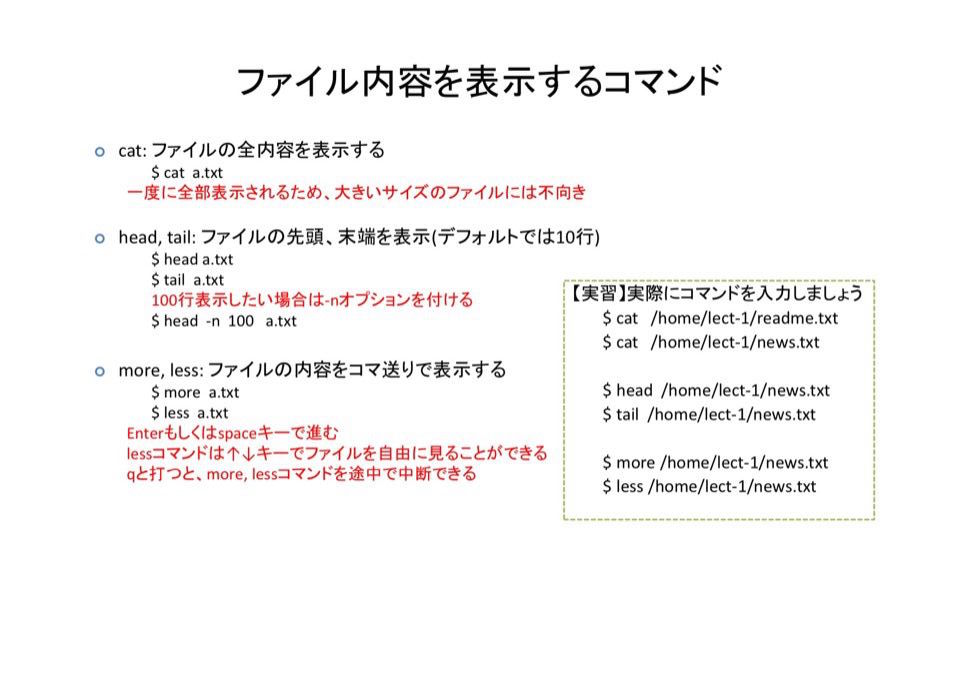 ファイル内容を表示するコマンド
cat: ファイルの全内容を表示する
$ cat a.txt
一度に全部表示されるため、大きいサイズのファイルには不向き
head, tail: ファイルの先頭、末端を表示(デフォルトでは10行)
$ head a.txt
$ tail a.txt
100行表示したい場合は-nオプションを付ける
$ head -n 100 a.txt
more, less: ファイルの内容をコマ送りで表示する
$ more a.txt
$ less a.txt
Enterもしくはspaceキーで進む
lessコマンドは↑↓キーでファイルを自由に見ることができる
qと打つと、more, lessコマンドを途中で中断できる
【実習】実際にコマンドを入力しましょう
$ cat /home/lect-1/readme.txt
$ cat /home/lect-1/news.txt
$ head /home/lect-1/news.txt
$ tail /home/lect-1/news.txt
$ more /home/lect-1/news.txt
$ less /home/lect-1/news.txt